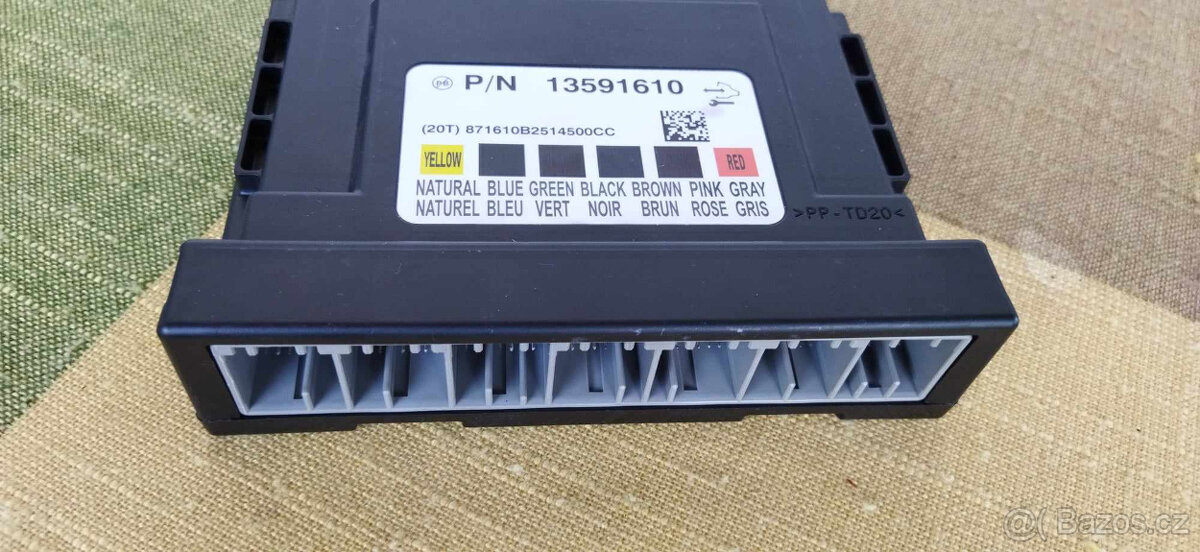 P/N 13591610
(20T) 871610B2514500CC
YELLOW RED
NATURAL BLUE GREEN BLACK BROWN PINK GRAY
NATUREL BLEU VERT NOIR BRUN ROSE GRIS
>PP-TD20<
@( Bazoš.cz